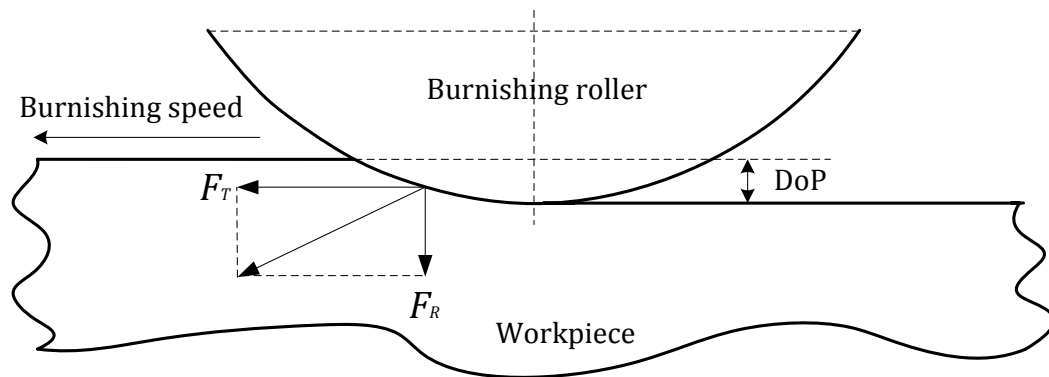 Burnishing roller
Burnishing speed
DoP
F_T
F_R
Workpiece